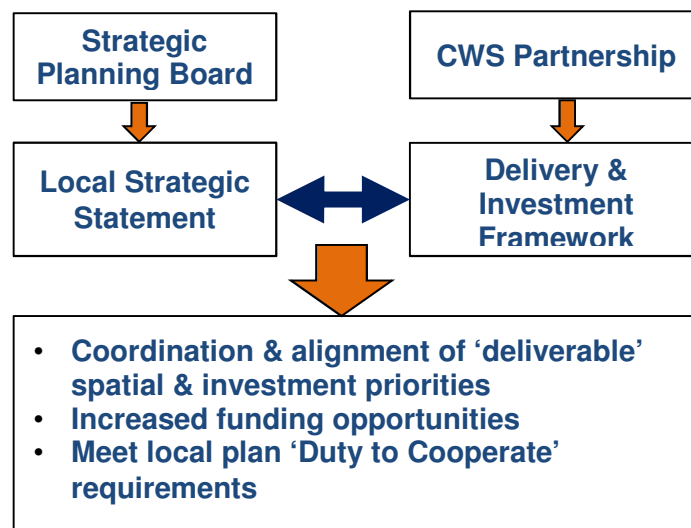 Strategic
Planning Board
CWS Partnership
Local Strategic
Statement
Delivery &
Investment
Framework
• Coordination & alignment of ‘deliverable’
spatial & investment priorities
• Increased funding opportunities
• Meet local plan ‘Duty to Cooperate’
requirements